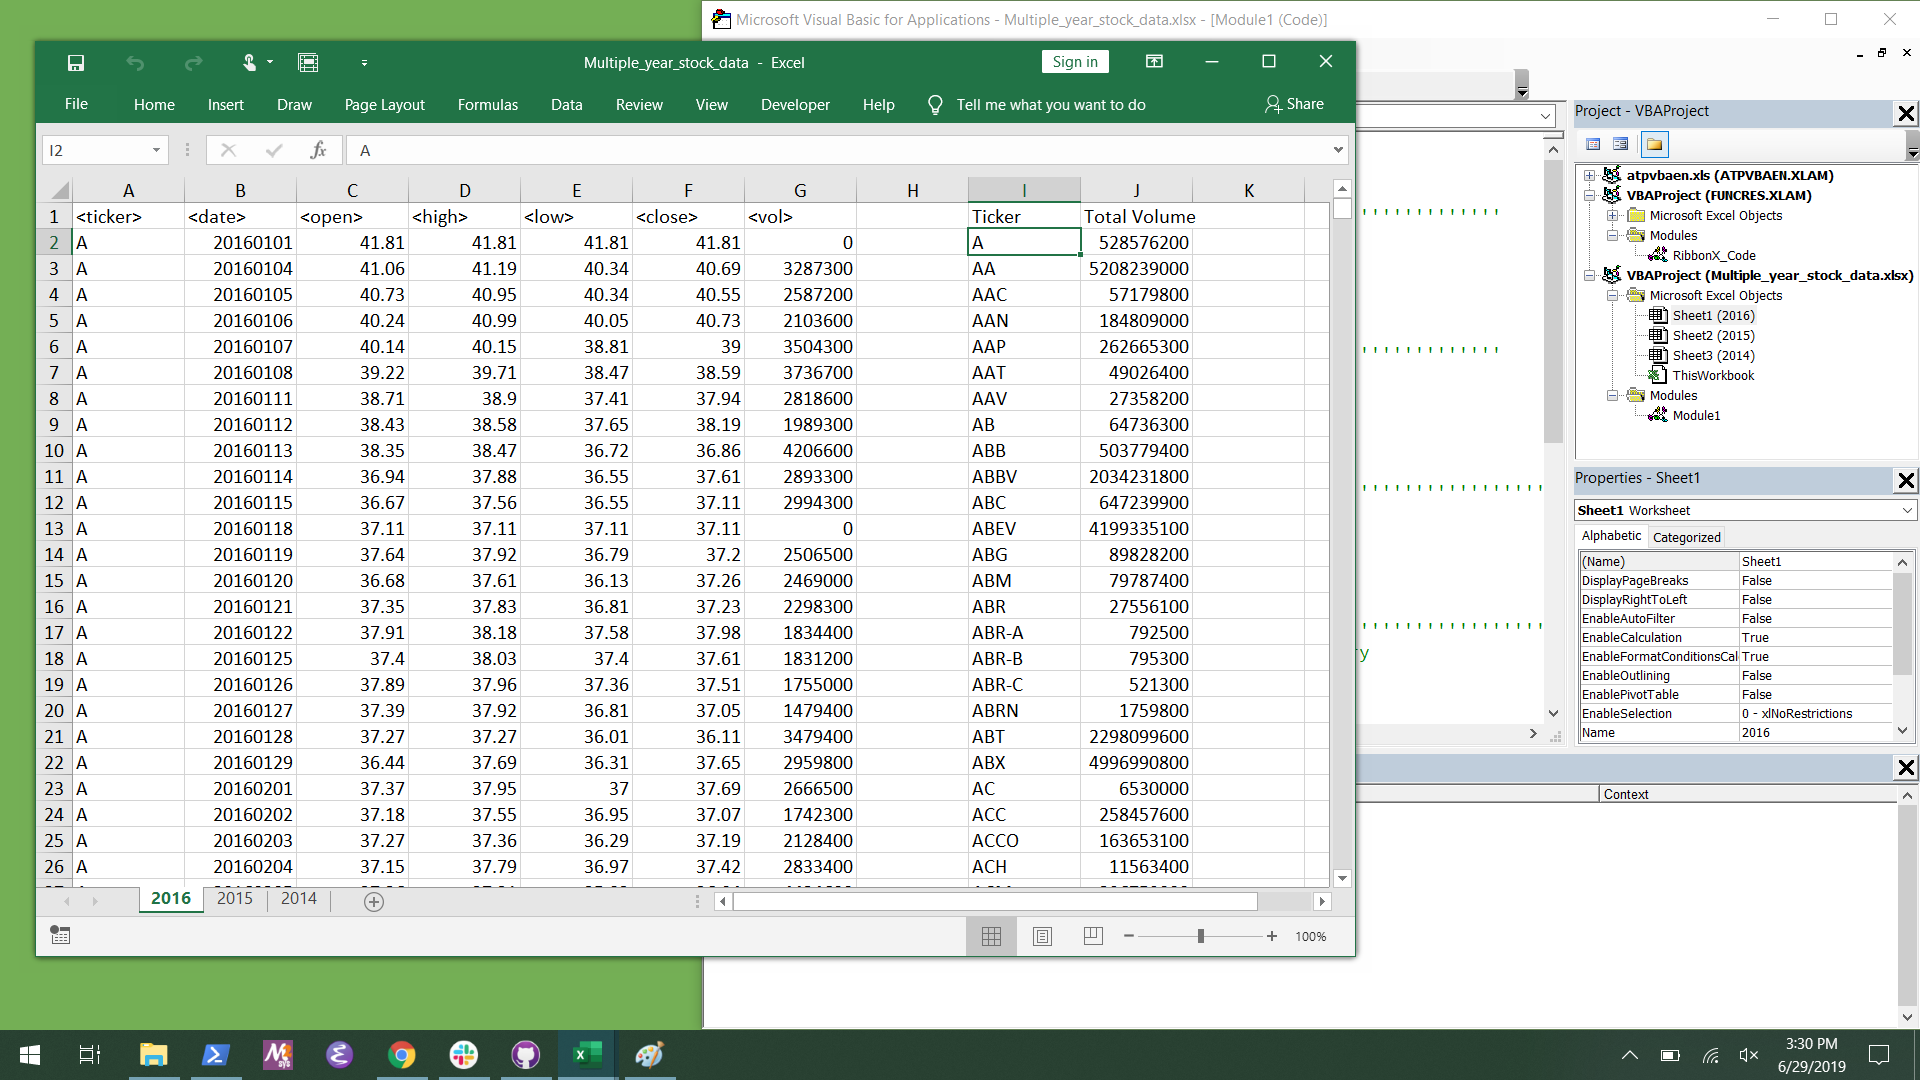 Microsoft Visual Basic for Applications - Multiple_year_stock_data.xlsx - [Module1 (Code)]
Multiple_year_stock_data - Excel
Sign in
File Home Insert Draw Page Layout Formulas Data Review View Developer Help Tell me what you want to do Share
I2 fx A
A B C D E F G H I J K
1 <ticker> <date> <open> <high> <low> <close> <vol> Ticker Total Volume
2 A 20160101 41.81 41.81 41.81 41.81 0 A 528576200
3 A 20160104 41.06 41.19 40.34 40.69 3287300 AA 5208239000
4 A 20160105 40.73 40.95 40.34 40.55 2587200 AAC 57179800
5 A 20160106 40.24 40.99 40.05 40.73 2103600 AAN 184809000
6 A 20160107 40.14 40.15 38.81 39 3504300 AAP 262665300
7 A 20160108 39.22 39.71 38.47 38.59 3736700 AAT 49026400
8 A 20160111 38.71 38.9 37.41 37.94 2818600 AAV 27358200
9 A 20160112 38.43 38.58 37.65 38.19 1989300 AB 64736300
10 A 20160113 38.35 38.47 36.72 36.86 4206600 ABB 503779400
11 A 20160114 36.94 37.88 36.55 37.61 2893300 ABBV 2034231800
12 A 20160115 36.67 37.56 36.55 37.11 2994300 ABC 647239900
13 A 20160118 37.11 37.11 37.11 37.11 0 ABEV 4199335100
14 A 20160119 37.64 37.92 36.79 37.2 2506500 ABG 89828200
15 A 20160120 36.68 37.61 36.13 37.26 2469000 ABM 79787400
16 A 20160121 37.35 37.83 36.81 37.23 2298300 ABR 27556100
17 A 20160122 37.91 38.18 37.58 37.98 1834400 ABR-A 792500
18 A 20160125 37.4 38.03 37.4 37.61 1831200 ABR-B 795300
19 A 20160126 37.89 37.96 37.36 37.51 1755000 ABR-C 521300
20 A 20160127 37.39 37.92 36.81 37.05 1479400 ABRN 1759800
21 A 20160128 37.27 37.27 36.01 36.11 3479400 ABT 2298099600
22 A 20160129 36.44 37.69 36.31 37.65 2959800 ABX 4996990800
23 A 20160201 37.37 37.95 37 37.69 2666500 AC 6530000
24 A 20160202 37.18 37.55 36.95 37.07 1742300 ACC 258457600
25 A 20160203 37.27 37.36 36.29 37.19 2128400 ACCO 163653100
26 A 20160204 37.15 37.79 36.97 37.42 2833400 ACH 11563400
2016 2015 2014
100%
Project - VBAProject
atpvbaen.xls (ATPVBAEN.XLAM)
VBAProject (FUNCRES.XLAM)
Microsoft Excel Objects
Modules
RibbonX_Code
VBAProject (Multiple_year_stock_data.xlsx)
Microsoft Excel Objects
Sheet1 (2016)
Sheet2 (2015)
Sheet3 (2014)
ThisWorkbook
Modules
Module1
Properties - Sheet1
Sheet1 Worksheet
Alphabetic Categorized
(Name) Sheet1
DisplayPageBreaks False
DisplayRightToLeft False
EnableAutoFilter False
EnableCalculation True
EnableFormatConditionsCal True
EnableOutlining False
EnablePivotTable False
EnableSelection 0 - xlNoRestrictions
Name 2016
Context
3:30 PM
6/29/2019